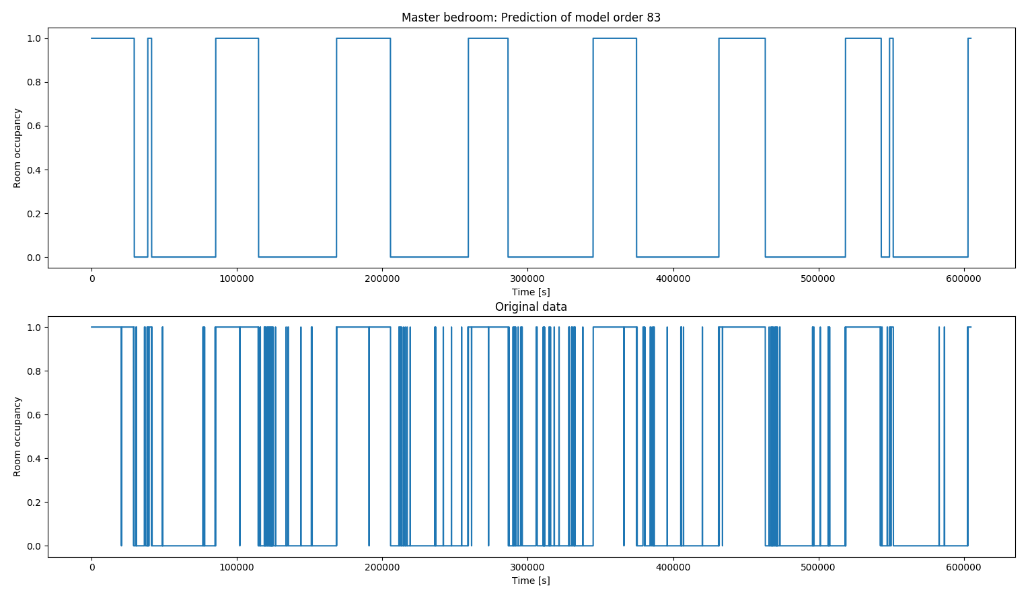 Master bedroom: Prediction of model order 83
1.0
0.8
0.6
0.4
0.2
0.0
Room occupancy
0 100000 200000 300000 400000 500000 600000
Time [s]
Original data
1.0
0.8
0.6
0.4
0.2
0.0
Room occupancy
0 100000 200000 300000 400000 500000 600000
Time [s]